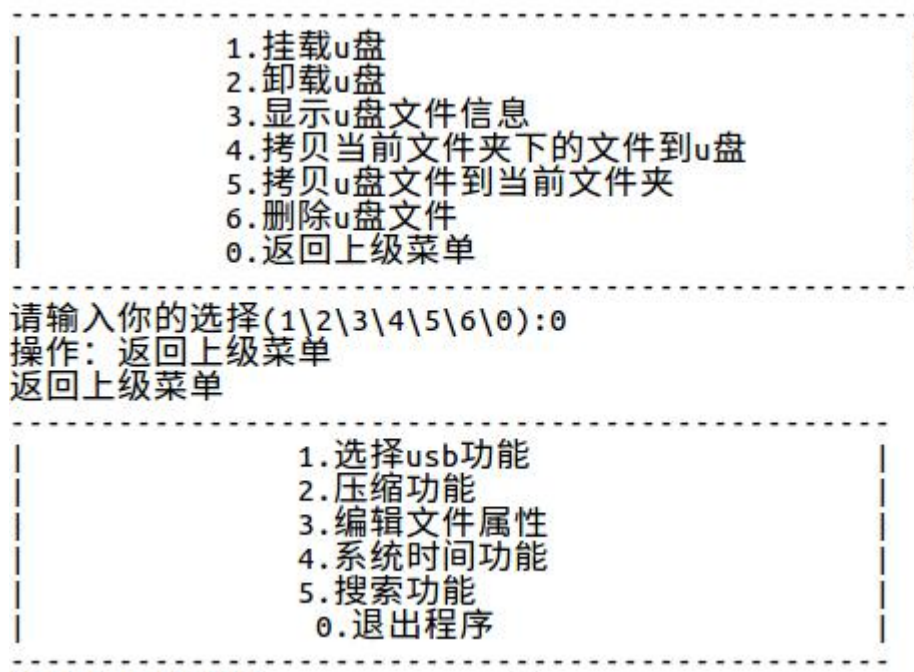 1.挂载u盘
2.卸载u盘
3.显示u盘文件信息
4.拷贝当前文件夹下的文件到u盘
5.拷贝u盘文件到当前文件夹
6.删除u盘文件
0.返回上级菜单
请输入你的选择(1\2\3\4\5\6\0):0
操作：返回上级菜单
返回上级菜单
1.选择usb功能
2.压缩功能
3.编辑文件属性
4.系统时间功能
5.搜索功能
0.退出程序